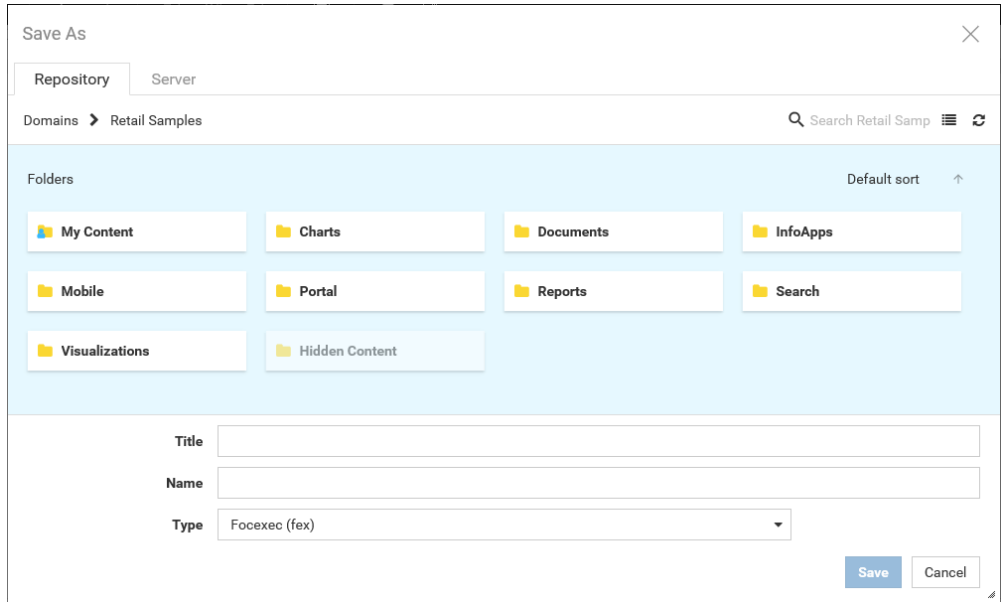 Save As
Repository Server
Domains Retail Samples Search Retail Samp
Folders Default sort
My Content Charts Documents InfoApps
Mobile Portal Reports Search
Visualizations Hidden Content
Title
Name
Type Focexec (fex)
Save Cancel